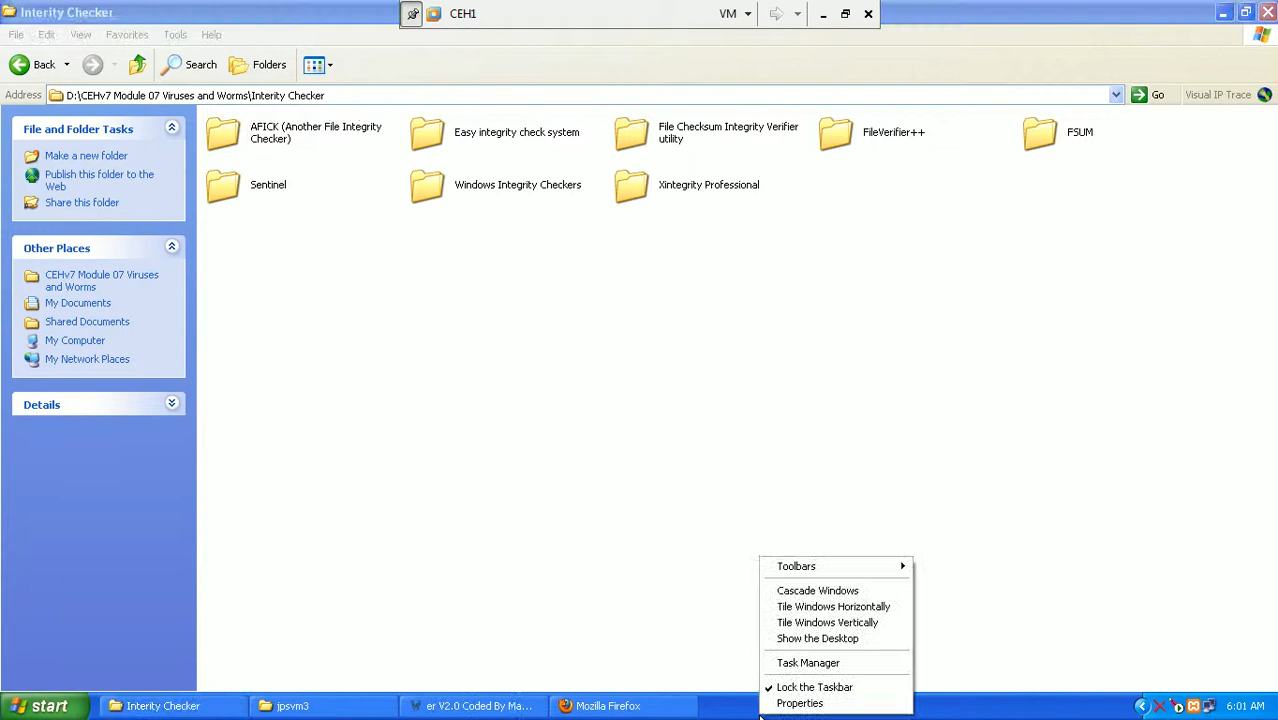 Interity Checker
CEH1
VM
File Edit View Favorites Tools Help
Back Search Folders
Address D:\CEHv7 Module 07 Viruses and Worms\Interity Checker Go Visual IP Trace
File and Folder Tasks
Make a new folder
Publish this folder to the
Web
Share this folder
Other Places
CEHv7 Module 07 Viruses
and Worms
My Documents
Shared Documents
My Computer
My Network Places
Details
AFICK (Another File Integrity
Checker)
Easy integrity check system
File Checksum Integrity Verifier
utility
FileVerifier++
FSUM
Sentinel
Windows Integrity Checkers
Xintegrity Professional
Toolbars
Cascade Windows
Tile Windows Horizontally
Tile Windows Vertically
Show the Desktop
Task Manager
Lock the Taskbar
Properties
start
Interity Checker
jpsvm3
er V2.0 Coded By Ma...
Mozilla Firefox
6:01 AM